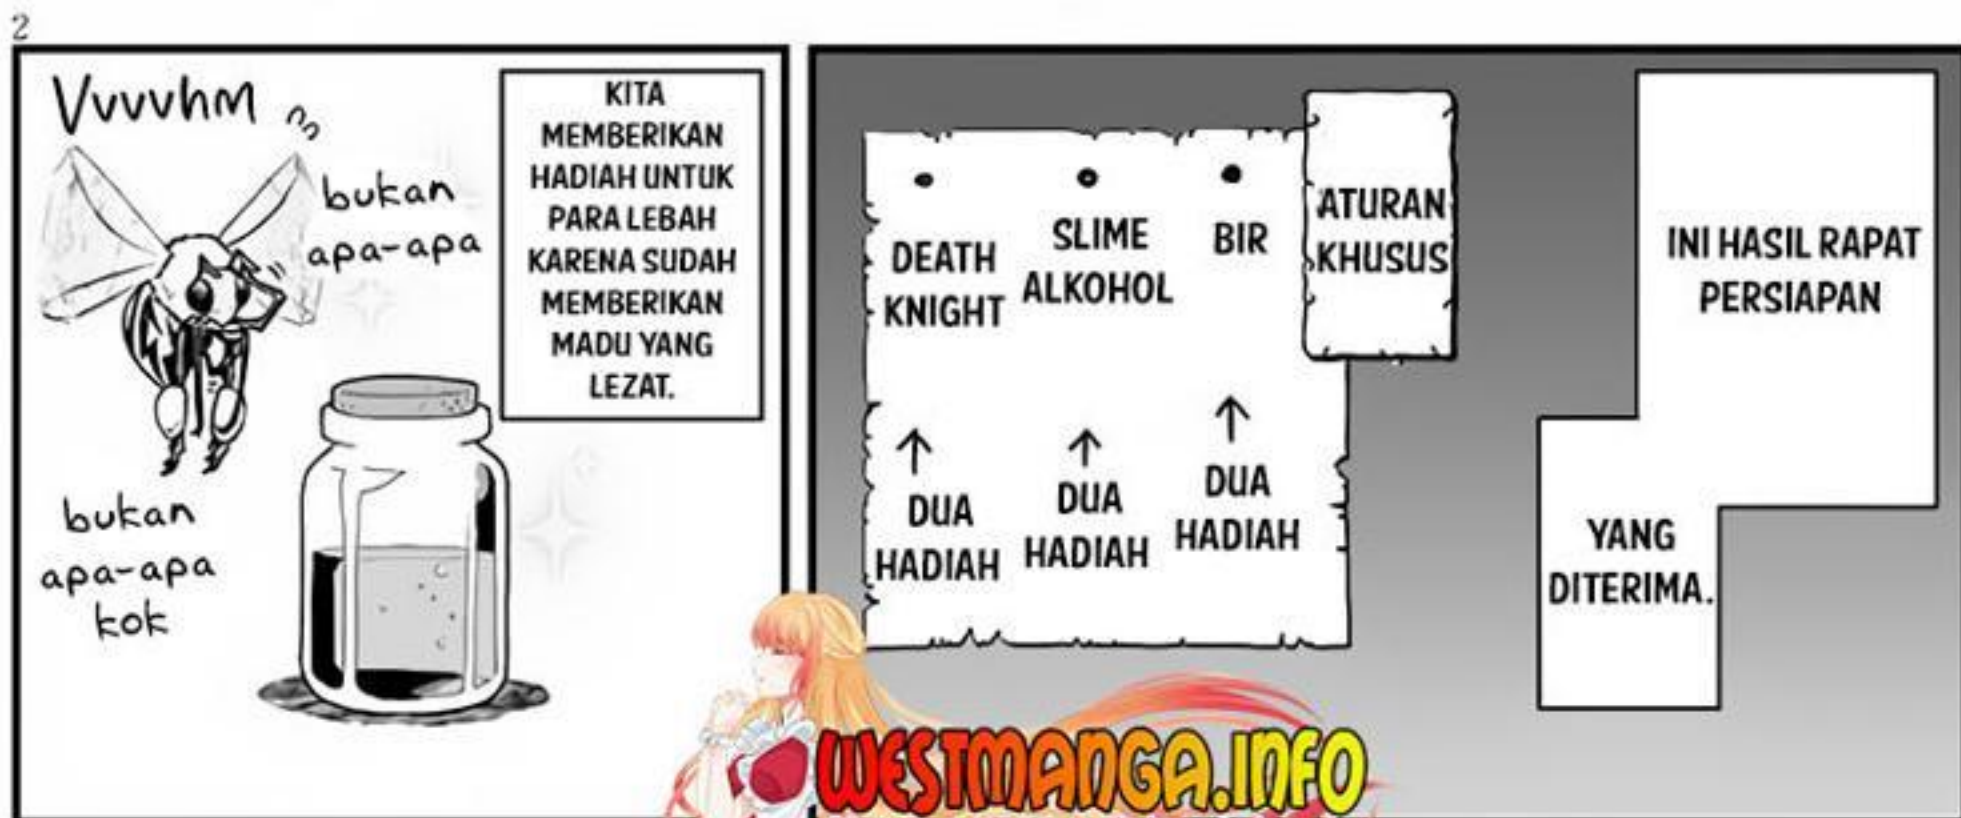 2
Vvvvhm
bukan
apa-apa
KITA
MEMBERIKAN
HADIAH UNTUK
PARA LEBAH
KARENA SUDAH
MEMBERIKAN
MADU YANG
LEZAT.
bukan
apa-apa
kok
DEATH
KNIGHT
SLIME
ALKOHOL
BIR
ATURAN
KHUSUS
DUA
HADIAH
DUA
HADIAH
DUA
HADIAH
INI HASIL RAPAT
PERSIAPAN
YANG
DITERIMA.
WESTMANGA.INFO